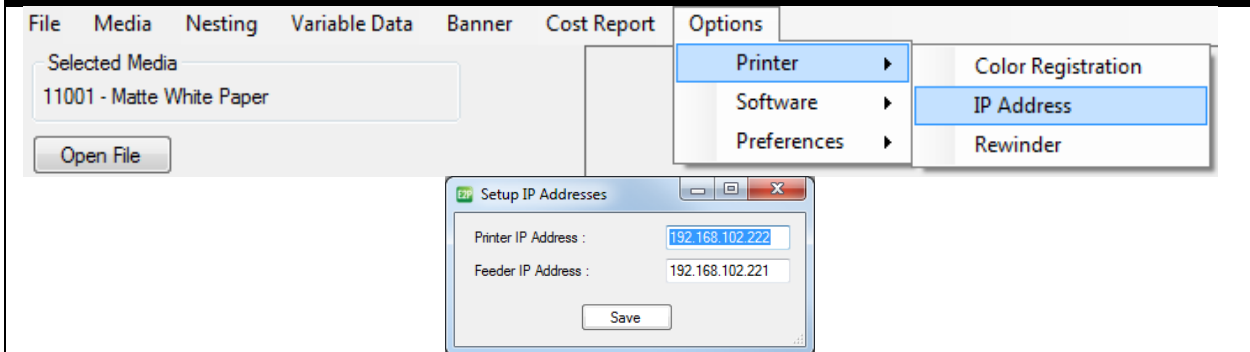 File Media Nesting Variable Data Banner Cost Report Options
Selected Media
11001 - Matte White Paper
Open File
Printer
Software
Preferences
Color Registration
IP Address
Rewinder
E2P Setup IP Addresses
Printer IP Address : 192.168.102.222
Feeder IP Address : 192.168.102.221
Save